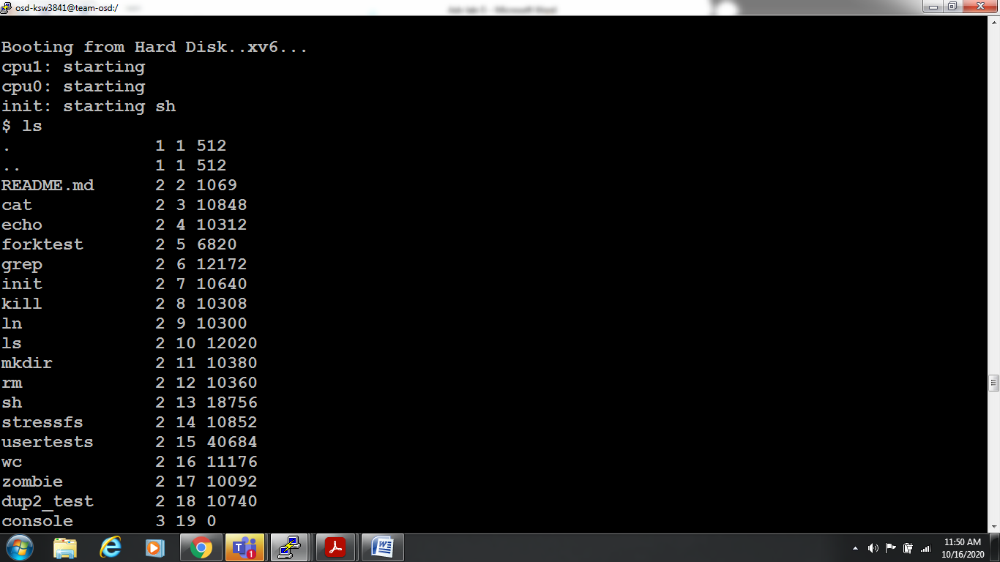 osd-ksw3841@team-osd:/
Booting from Hard Disk..xv6...
cpu1: starting
cpu0: starting
init: starting sh
$ ls
.               1 1 512
..              1 1 512
README.md       2 2 1069
cat             2 3 10848
echo            2 4 10312
forktest        2 5 6820
grep            2 6 12172
init            2 7 10640
kill            2 8 10308
ln              2 9 10300
ls              2 10 12020
mkdir           2 11 10380
rm              2 12 10360
sh              2 13 18756
stressfs        2 14 10852
usertests       2 15 40684
wc              2 16 11176
zombie          2 17 10092
dup2_test       2 18 10740
console         3 19 0
1
11:50 AM
10/16/2020